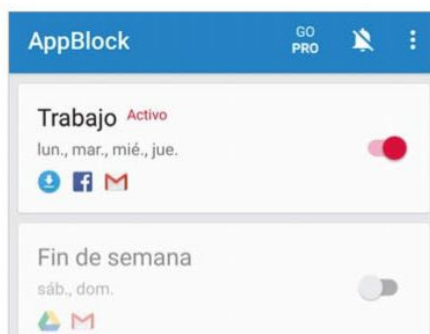 AppBlock
GO
PRO
Trabajo Activo
lun., mar., mié., jue.
Fin de semana
sáb., dom.